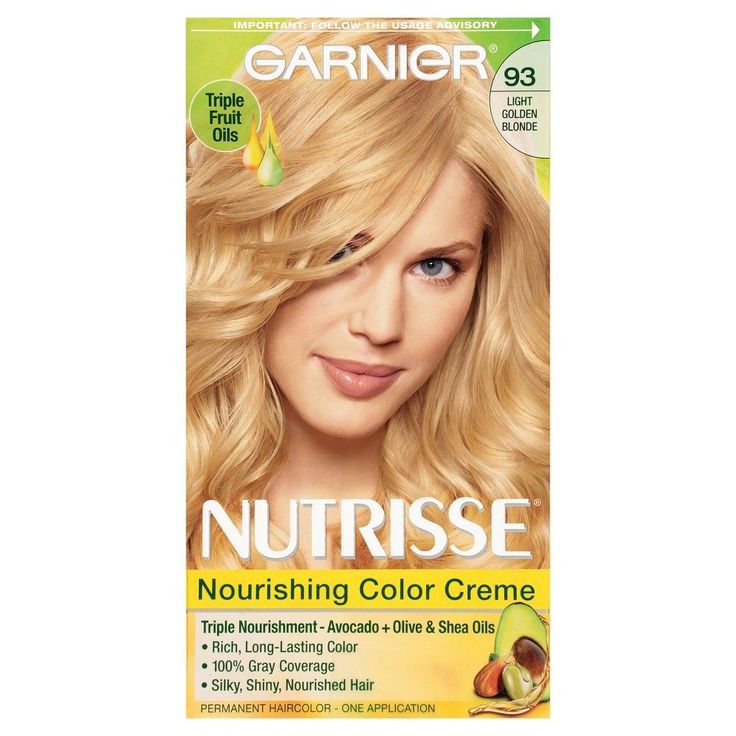 IMPORTANT: FOLLOW THE USAGE ADVISORY
GARNIER®
93
LIGHT
GOLDEN
BLONDE
Triple
Fruit
Oils
NUTRISSE®
Nourishing Color Creme
Triple Nourishment - Avocado + Olive & Shea Oils
• Rich, Long-Lasting Color
• 100% Gray Coverage
• Silky, Shiny, Nourished Hair
PERMANENT HAIRCOLOR - ONE APPLICATION